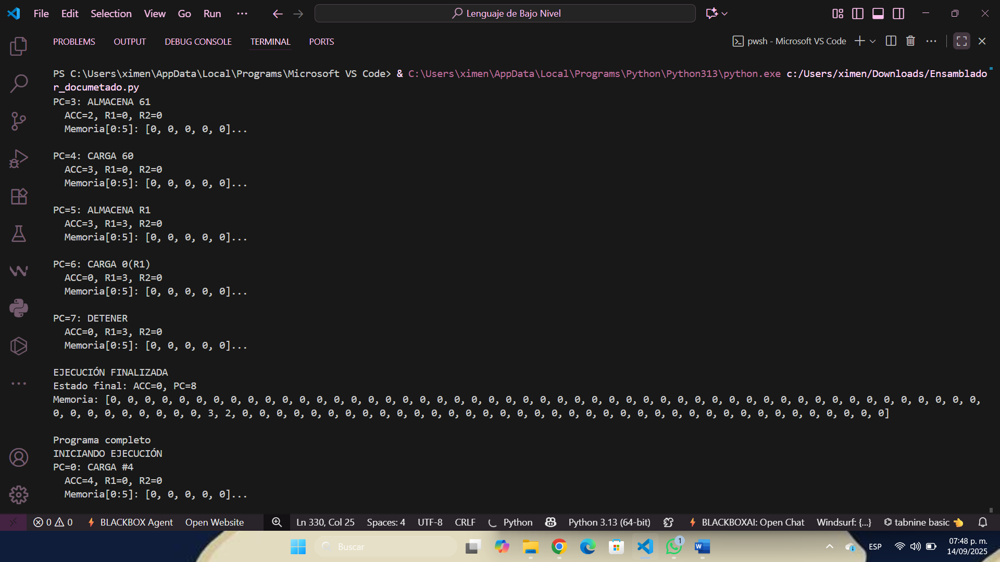 File Edit Selection View Go Run ··· Lenguaje de Bajo Nivel
PROBLEMS OUTPUT DEBUG CONSOLE TERMINAL PORTS pwsh - Microsoft VS Code
PS C:\Users\ximen\AppData\Local\Programs\Microsoft VS Code> & C:\Users\ximen\AppData\Local\Programs\Python\Python313\python.exe c:/Users/ximen/Downloads/Ensamblado
r_documetado.py
PC=3: ALMACENA 61
ACC=2, R1=0, R2=0
Memoria[0:5]: [0, 0, 0, 0, 0]...
PC=4: CARGA 60
ACC=3, R1=0, R2=0
Memoria[0:5]: [0, 0, 0, 0, 0]...
PC=5: ALMACENA R1
ACC=3, R1=3, R2=0
Memoria[0:5]: [0, 0, 0, 0, 0]...
PC=6: CARGA 0(R1)
ACC=0, R1=3, R2=0
Memoria[0:5]: [0, 0, 0, 0, 0]...
PC=7: DETENER
ACC=0, R1=3, R2=0
Memoria[0:5]: [0, 0, 0, 0, 0]...
EJECUCIÓN FINALIZADA
Estado final: ACC=0, PC=8
Memoria: [0, 0, 0, 0, 0, 0, 0, 0, 0, 0, 0, 0, 0, 0, 0, 0, 0, 0, 0, 0, 0, 0, 0, 0, 0, 0, 0, 0, 0, 0, 0, 0, 0, 0, 0, 0, 0, 0, 0, 0, 0, 0, 0, 0, 0, 0, 0, 0, 0, 0, 0,
0, 0, 0, 0, 0, 0, 0, 0, 0, 3, 2, 0, 0, 0, 0, 0, 0, 0, 0, 0, 0, 0, 0, 0, 0, 0, 0, 0, 0, 0, 0, 0, 0, 0, 0, 0, 0, 0, 0, 0, 0, 0, 0, 0, 0, 0, 0, 0, 0]
Programa completo
INICIANDO EJECUCIÓN
PC=0: CARGA #4
ACC=4, R1=0, R2=0
Memoria[0:5]: [0, 0, 0, 0, 0]...
0 0 BLACKBOX Agent Open Website Ln 330, Col 25 Spaces: 4 UTF-8 CRLF Python Python 3.13 (64-bit) BLACKBOXAI: Open Chat Windsurf: {...} tabnine basic
Buscar 1 ESP 07:48 p. m.
14/09/2025